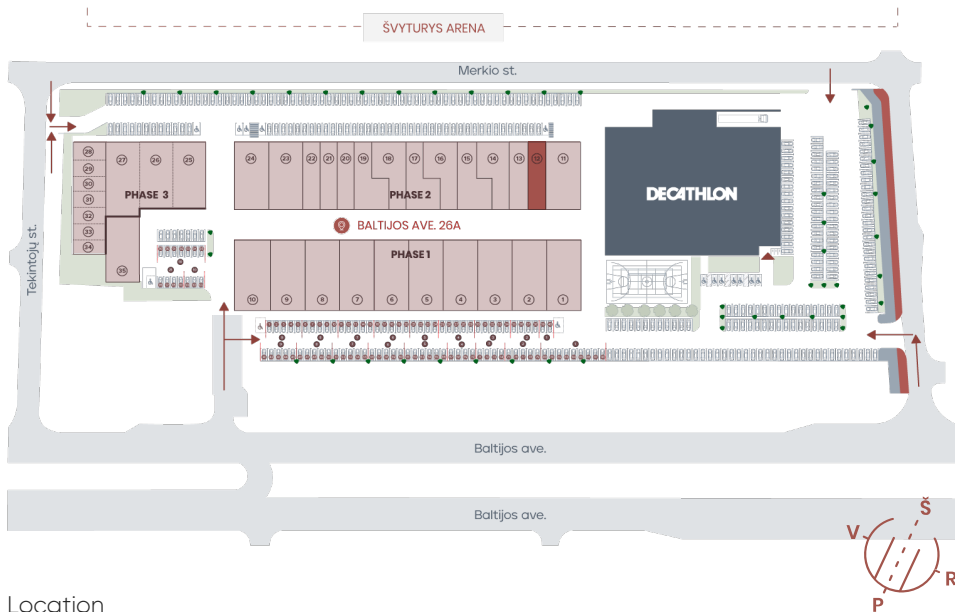 ŠVYTURYS ARENA
Merkio st.
28 27 26 25 24 23 22 21 20 19 18 17 16 15 14 13 12 11
29
30
31
32
33
34
35
PHASE 3
PHASE 2
DECATHLON
BALTIJOS AVE. 26A
PHASE 1
Tekintojų st.
10 9 8 7 6 5 4 3 2 1
Baltijos ave.
Baltijos ave.
Š
V
R
P
Location